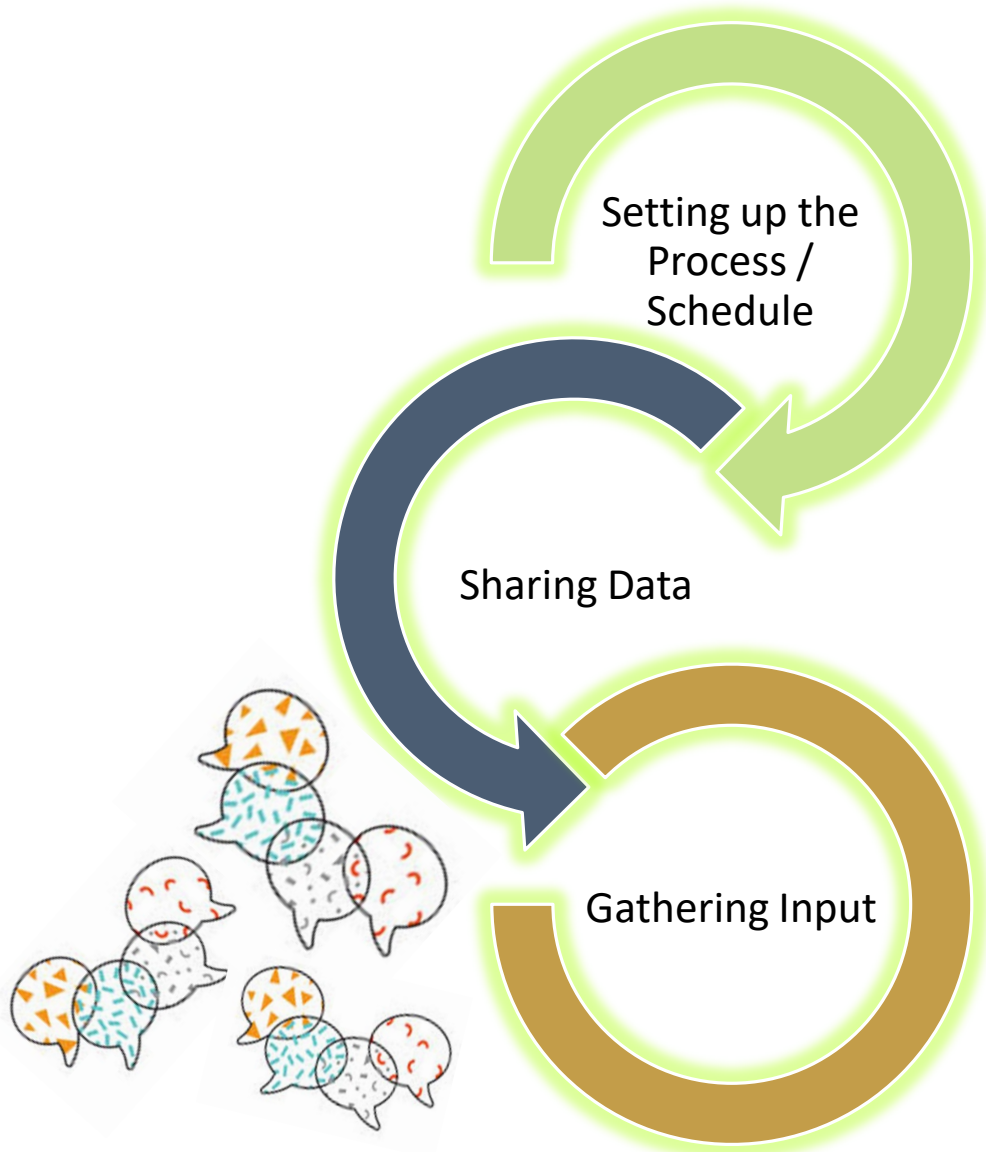 Setting up the
Process /
Schedule
Sharing Data
Gathering Input